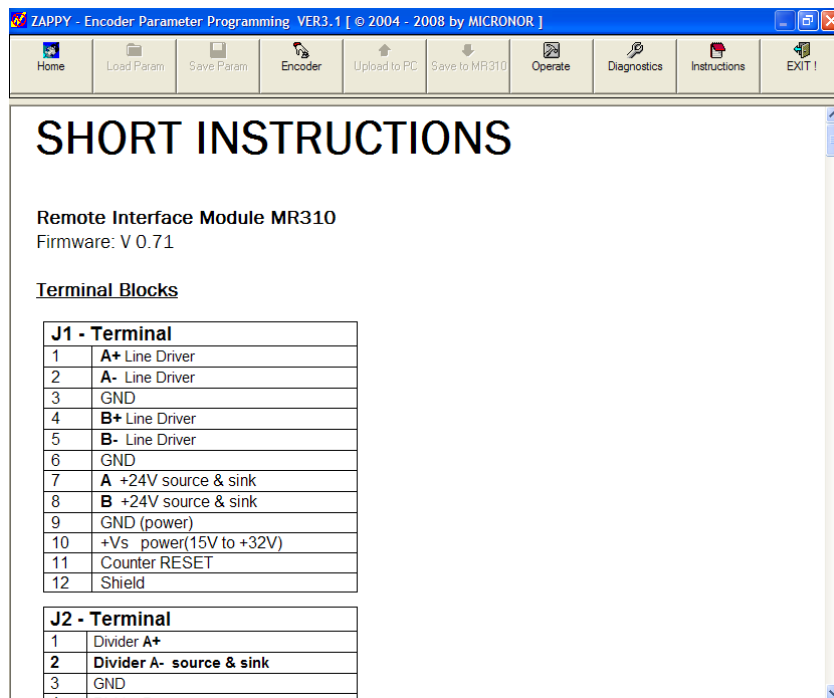 ZAPPY - Encoder Parameter Programming VER3.1 [ © 2004 - 2008 by MICRONOR ]
Home Load Param Save Param Encoder Upload to PC Save to MR310 Operate Diagnostics Instructions EXIT !
SHORT INSTRUCTIONS
Remote Interface Module MR310
Firmware: V 0.71
Terminal Blocks
J1 - Terminal
1 A+ Line Driver
2 A- Line Driver
3 GND
4 B+ Line Driver
5 B- Line Driver
6 GND
7 A +24V source & sink
8 B +24V source & sink
9 GND (power)
10 +Vs power(15V to +32V)
11 Counter RESET
12 Shield
J2 - Terminal
1 Divider A+
2 Divider A- source & sink
3 GND